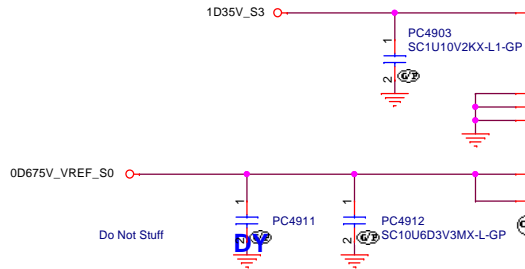 1D35V_S3
PC4903
SC1U10V2KX-L1-GP
1
2
G/P
0D675V_VREF_S0
1
1
PC4911
PC4912
Do Not Stuff
DY
G/P
2
G/P
SC10U6D3V3MX-L-GP
2